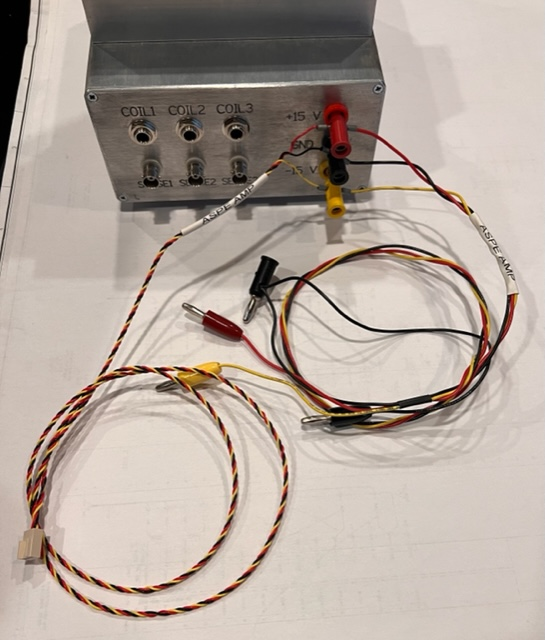 COIL1 COIL2 COIL3
+15 V
GND
-15 V
ASPE AMP
ASPE AMP